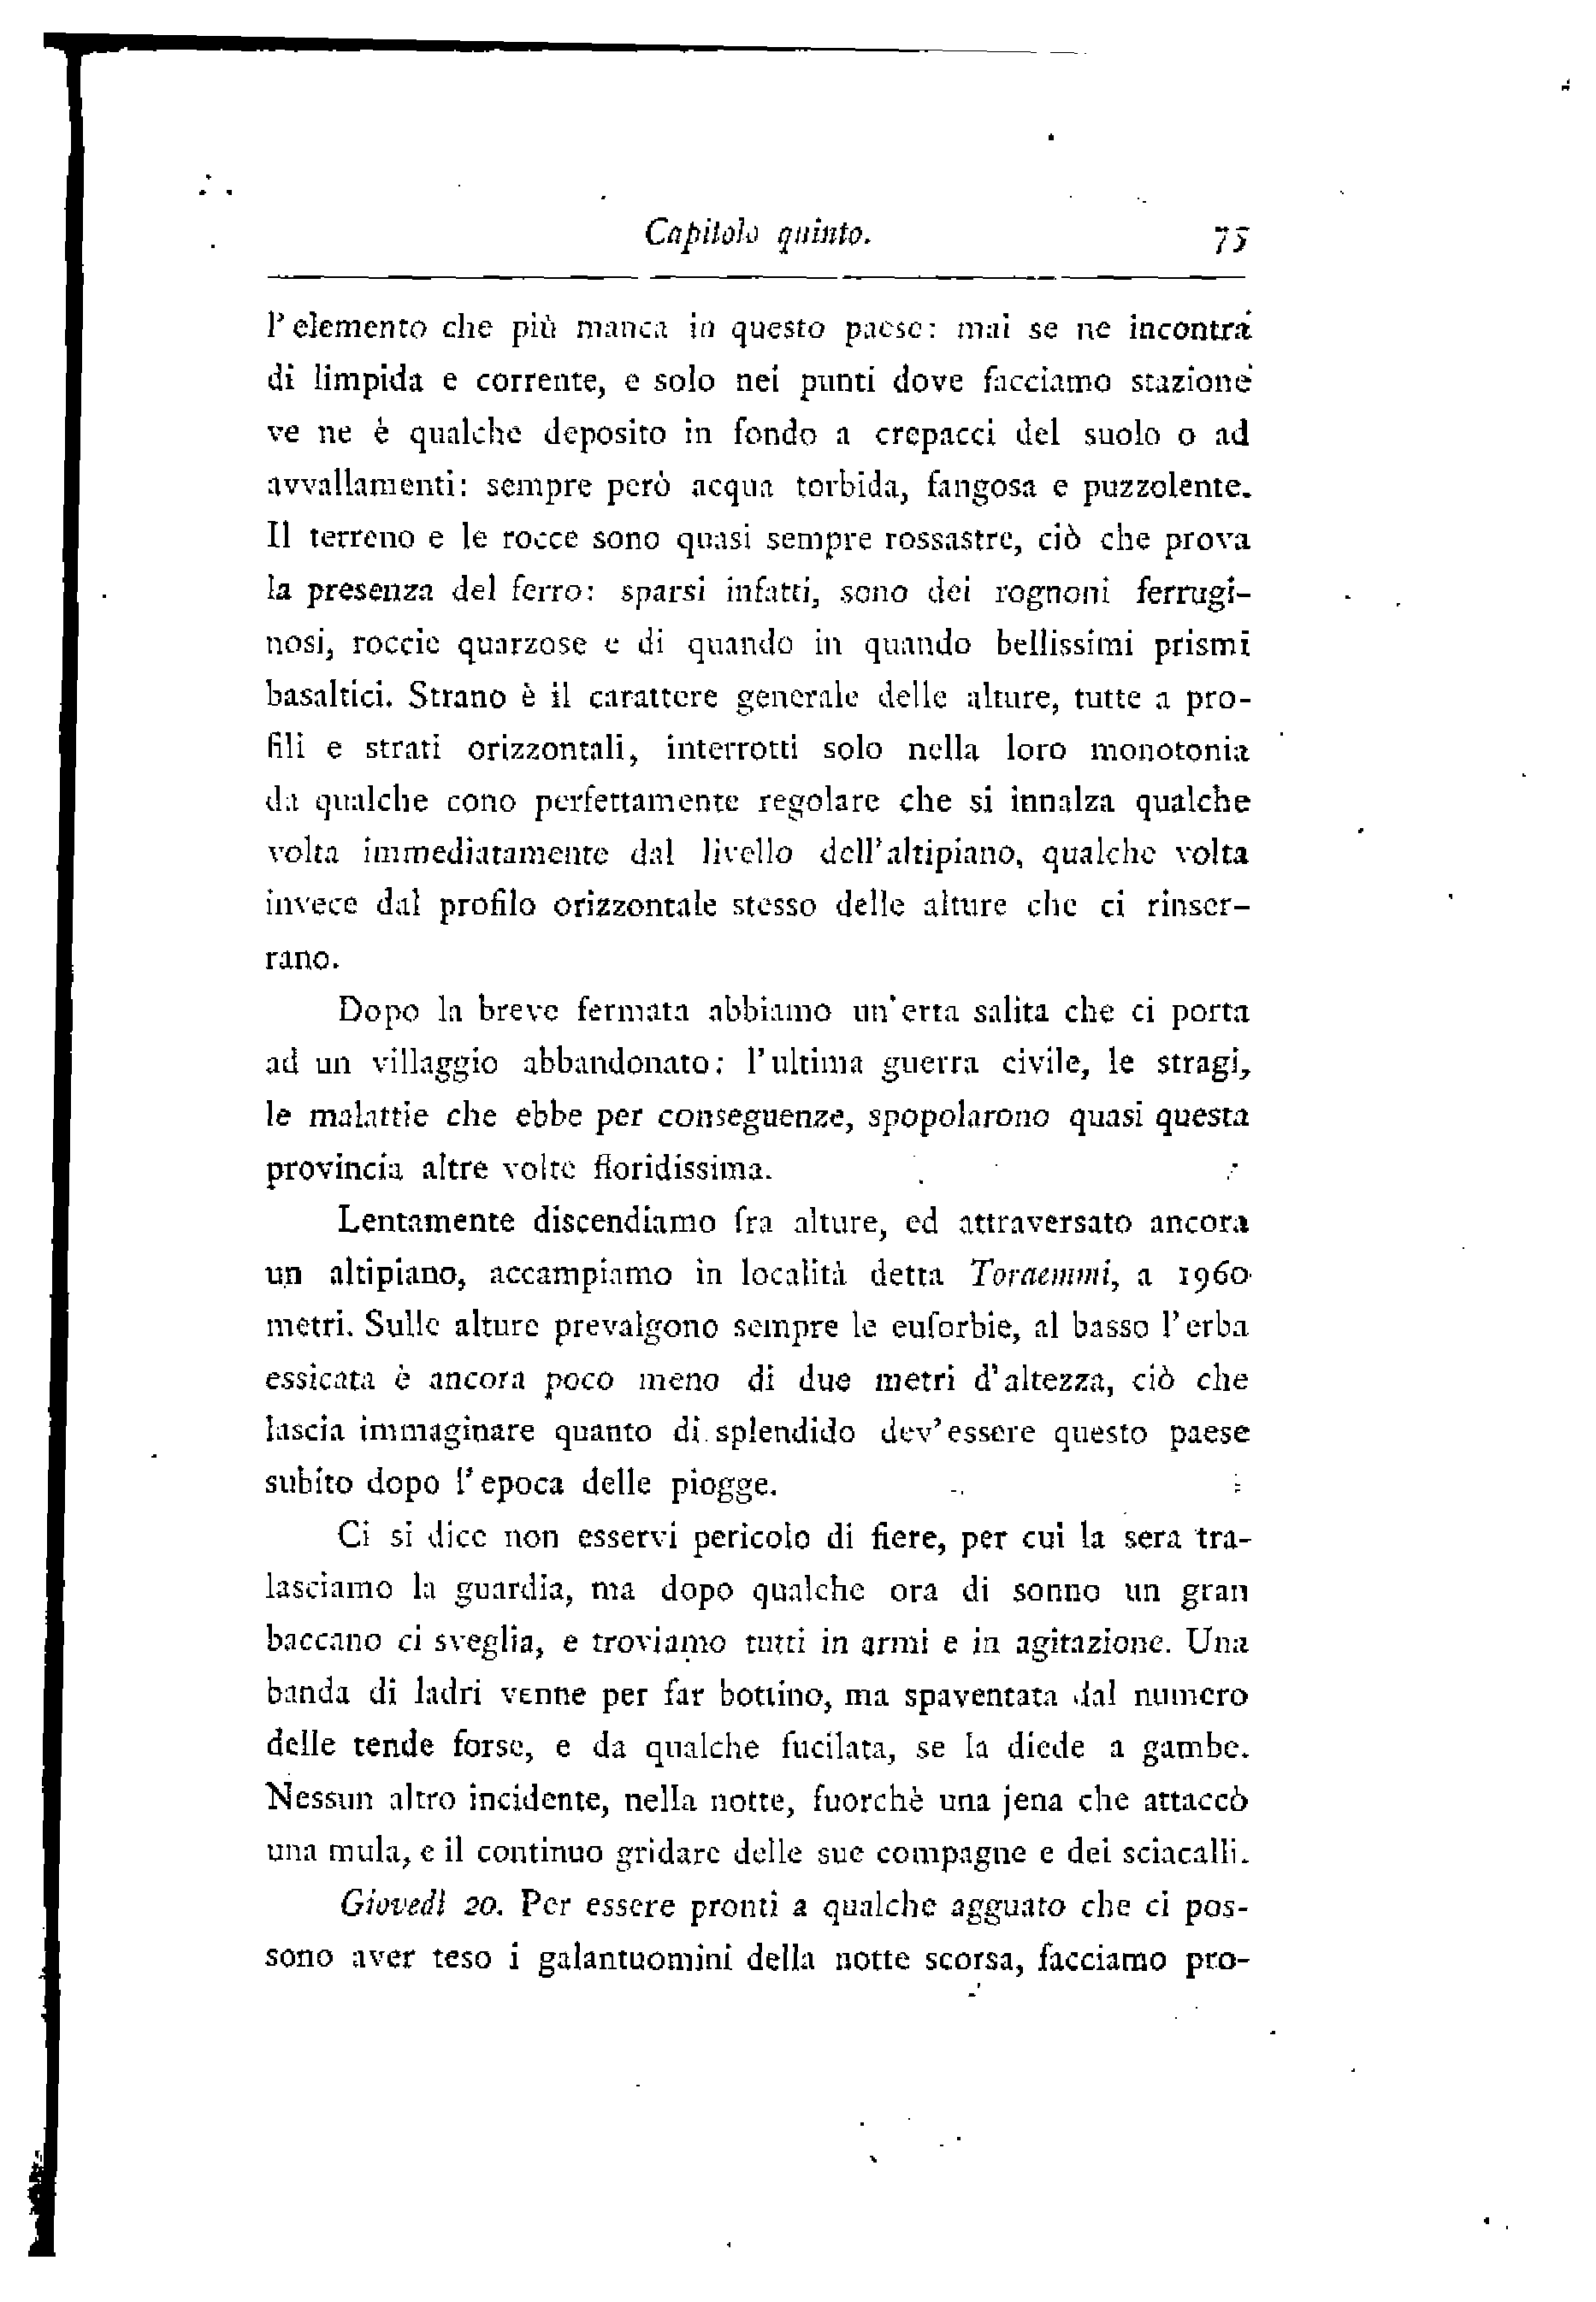 Capitolo quinto. 75
l'elemento che più manca in questo paese: mai se ne incontra
di limpida e corrente, e solo nei punti dove facciamo stazione
ve ne è qualche deposito in fondo a crepacci del suolo o ad
avvallamenti: sempre però acqua torbida, fangosa e puzzolente.
Il terreno e le rocce sono quasi sempre rossastre, ciò che prova
la presenza del ferro: sparsi infatti, sono dei rognoni ferrugi-
nosi, roccie quarzose e di quando in quando bellissimi prismi
basaltici. Strano è il carattere generale delle alture, tutte a pro-
fili e strati orizzontali, interrotti solo nella loro monotonia
da qualche cono perfettamente regolare che si innalza qualche
volta immediatamente dal livello dell'altipiano, qualche volta
invece dal profilo orizzontale stesso delle alture che ci rinser-
rano.
Dopo la breve fermata abbiamo un'erta salita che ci porta
ad un villaggio abbandonato: l'ultima guerra civile, le stragi,
le malattie che ebbe per conseguenze, spopolarono quasi questa
provincia altre volte floridissima.
Lentamente discendiamo fra alture, ed attraversato ancora
un altipiano, accampiamo in località detta Toraemmi, a 1960
metri. Sulle alture prevalgono sempre le euforbie, al basso l'erba
essicata è ancora poco meno di due metri d'altezza, ciò che
lascia immaginare quanto di splendido dev'essere questo paese
subito dopo l'epoca delle piogge.
Ci si dice non esservi pericolo di fiere, per cui la sera tra-
lasciamo la guardia, ma dopo qualche ora di sonno un gran
baccano ci sveglia, e troviamo tutti in armi e in agitazione. Una
banda di ladri venne per far bottino, ma spaventata dal numero
delle tende forse, e da qualche fucilata, se la diede a gambe.
Nessun altro incidente, nella notte, fuorchè una jena che attaccò
una mula, e il continuo gridare delle sue compagne e dei sciacalli.
Giovedì 20. Per essere pronti a qualche agguato che ci pos-
sono aver teso i galantuomini della notte scorsa, facciamo pro-